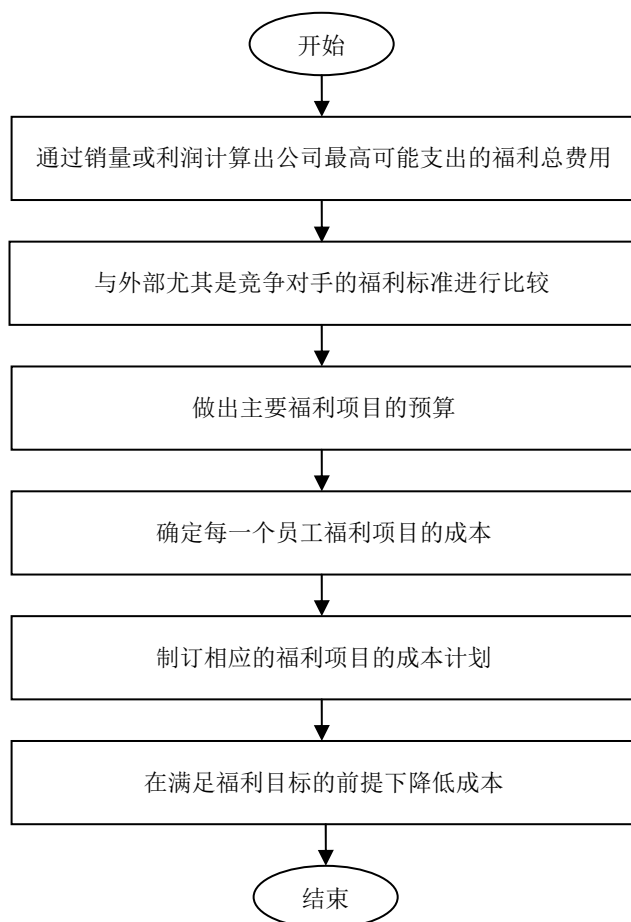 开始
通过销量或利润计算出公司最高可能支出的福利总费用
与外部尤其是竞争对手的福利标准进行比较
做出主要福利项目的预算
确定每一个员工福利项目的成本
制订相应的福利项目的成本计划
在满足福利目标的前提下降低成本
结束